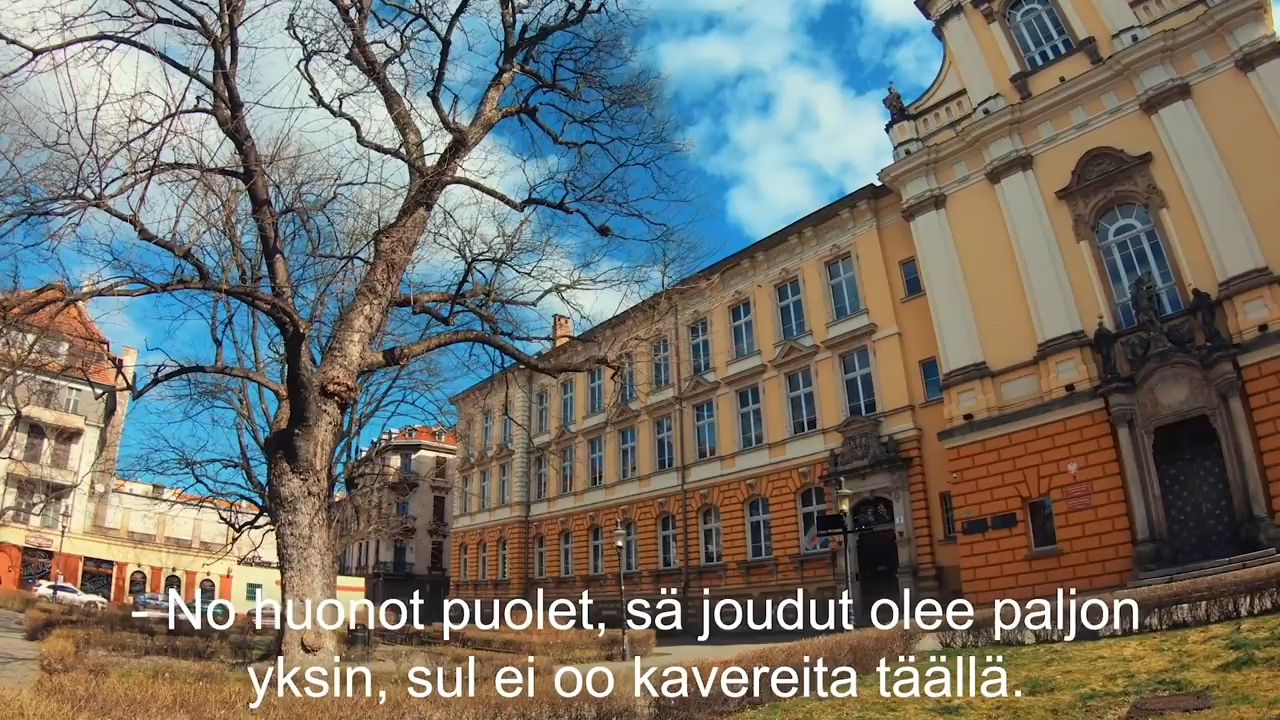 - No huonot puolet, sä joudut olee paljon
yksin, sul ei oo kavereita täällä.